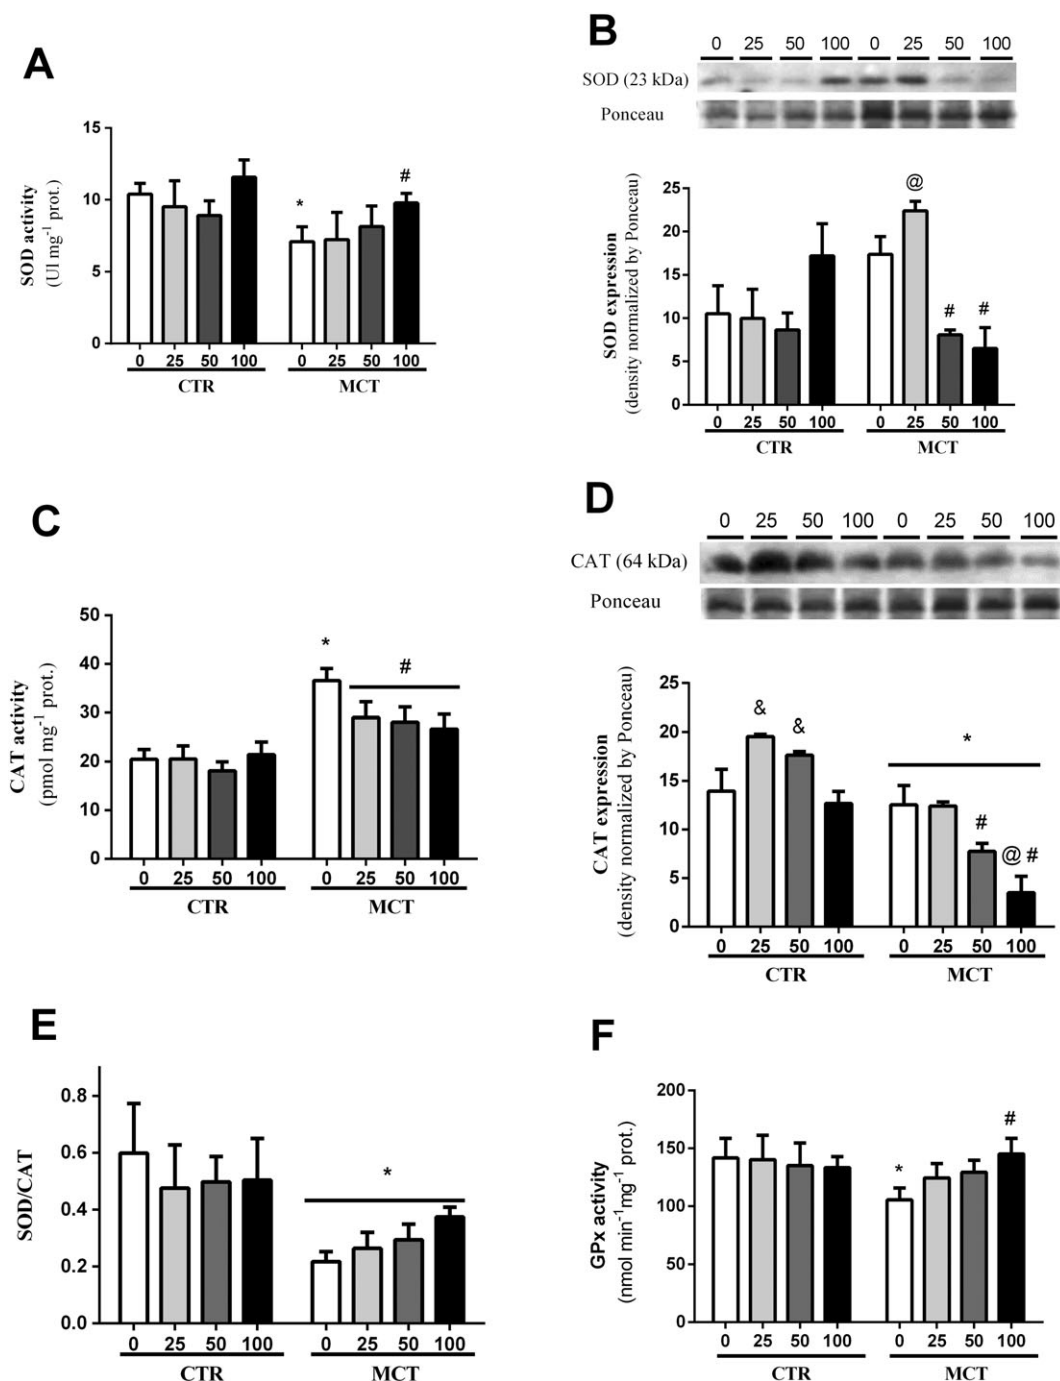 A
SOD activity
(UI mg-1 prot.)
15
10
5
0
*
#
0 25 50 100 0 25 50 100
CTR MCT
B
0 25 50 100 0 25 50 100
SOD (23 kDa)
Ponceau
SOD expression
(density normalized by Ponceau)
25
20
15
10
5
0
@
# #
0 25 50 100 0 25 50 100
CTR MCT
C
CAT activity
(pmol mg-1 prot.)
50
40
30
20
10
0
*
#
0 25 50 100 0 25 50 100
CTR MCT
D
0 25 50 100 0 25 50 100
CAT (64 kDa)
Ponceau
CAT expression
(density normalized by Ponceau)
25
20
15
10
5
0
& &
*
#
@ #
0 25 50 100 0 25 50 100
CTR MCT
E
SOD/CAT
0.8
0.6
0.4
0.2
0.0
*
0 25 50 100 0 25 50 100
CTR MCT
F
GPx activity
(nmol min-1mg-1 prot.)
200
150
100
50
0
*
#
0 25 50 100 0 25 50 100
CTR MCT